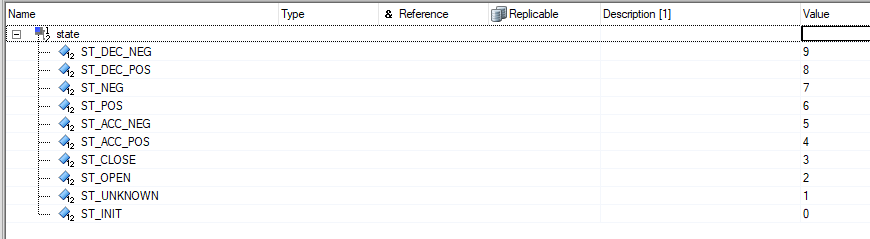 Name Type & Reference Replicable Description [1] Value
state
ST_DEC_NEG 9
ST_DEC_POS 8
ST_NEG 7
ST_POS 6
ST_ACC_NEG 5
ST_ACC_POS 4
ST_CLOSE 3
ST_OPEN 2
ST_UNKNOWN 1
ST_INIT 0